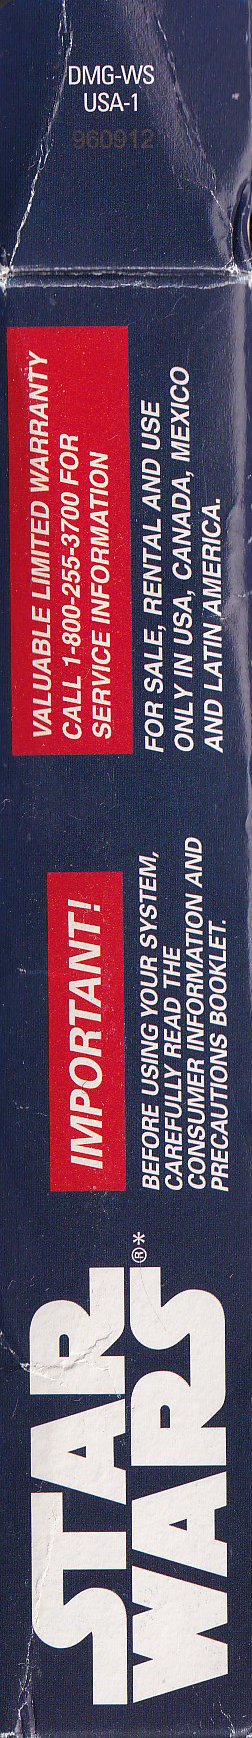 DMG-WS
USA-1
960912
VALUABLE LIMITED WARRANTY
CALL 1-800-255-3700 FOR
SERVICE INFORMATION
FOR SALE, RENTAL AND USE
ONLY IN USA, CANADA, MEXICO
AND LATIN AMERICA.
IMPORTANT!
BEFORE USING YOUR SYSTEM,
CAREFULLY READ THE
CONSUMER INFORMATION AND
PRECAUTIONS BOOKLET.
STAR
WARS®*